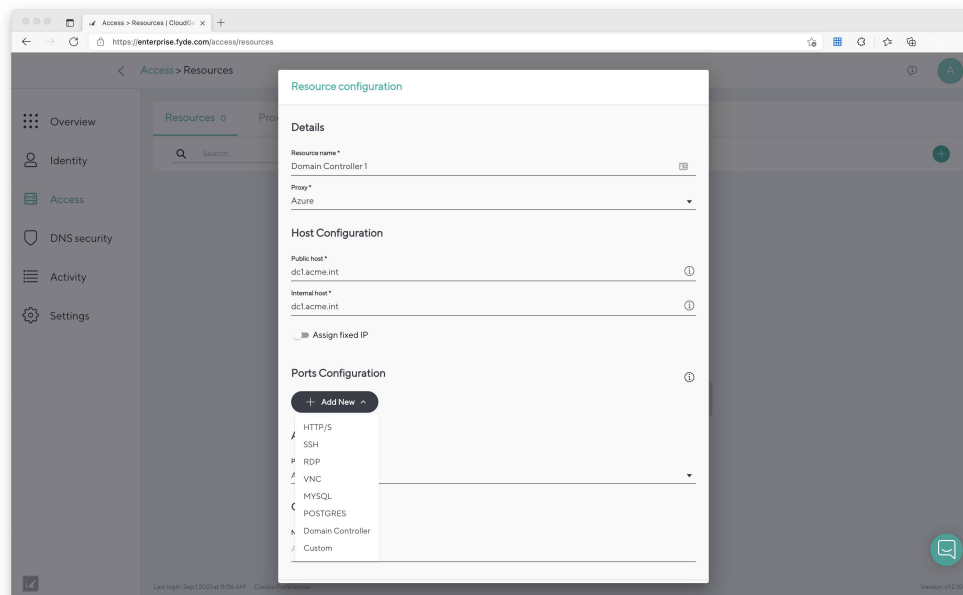 Access > Resources | CloudGe
https://enterprise.fyde.com/access/resources
Access > Resources
A
Resource configuration
Overview
Identity
Access
DNS security
Activity
Settings
Resources 0
Search...
Details
Resource name *
Domain Controller 1
Proxy *
Azure
Host Configuration
Public host *
dc1.acme.int
Internal host *
dc1.acme.int
Assign fixed IP
Ports Configuration
Add New
HTTP/S
SSH
RDP
VNC
MYSQL
POSTGRES
Domain Controller
Custom
Last login: Sep 1 2021 at 11:06 AM
Cookie Preferences